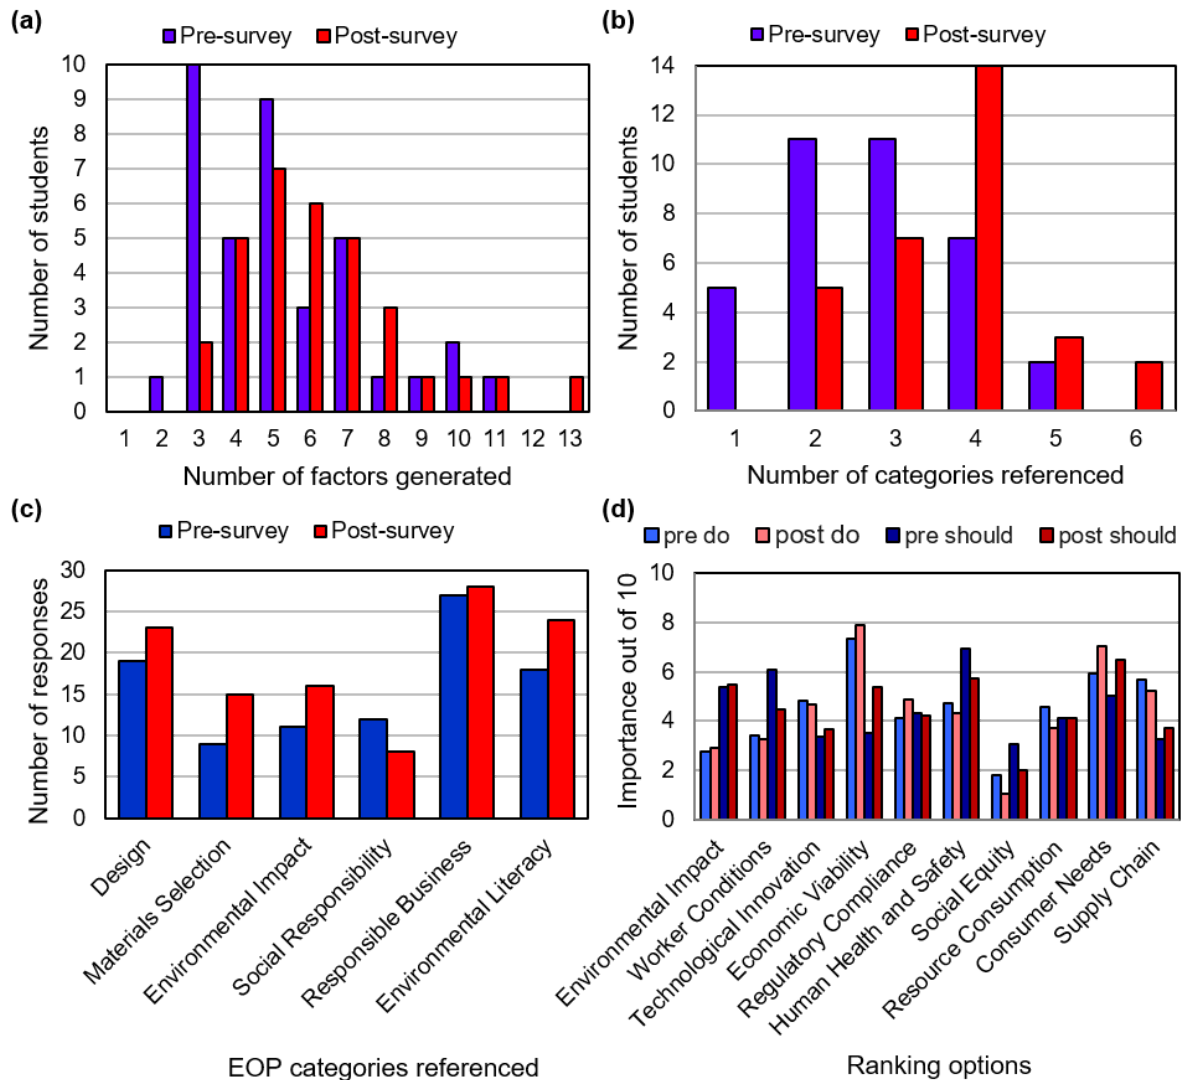 (a)
Pre-survey Post-survey
Number of students
10
9
8
7
6
5
4
3
2
1
0
1 2 3 4 5 6 7 8 9 10 11 12 13
Number of factors generated
(b)
Pre-survey Post-survey
Number of students
14
12
10
8
6
4
2
0
1 2 3 4 5 6
Number of categories referenced
(c)
Pre-survey Post-survey
Number of responses
30
25
20
15
10
5
0
Design
Materials Selection
Environmental Impact
Social Responsibility
Responsible Business
Environmental Literacy
EOP categories referenced
(d)
pre do post do pre should post should
Importance out of 10
10
8
6
4
2
0
Environmental Impact
Worker Conditions
Technological Innovation
Economic Viability
Regulatory Compliance
Human Health and Safety
Social Equity
Resource Consumption
Consumer Needs
Supply Chain
Ranking options